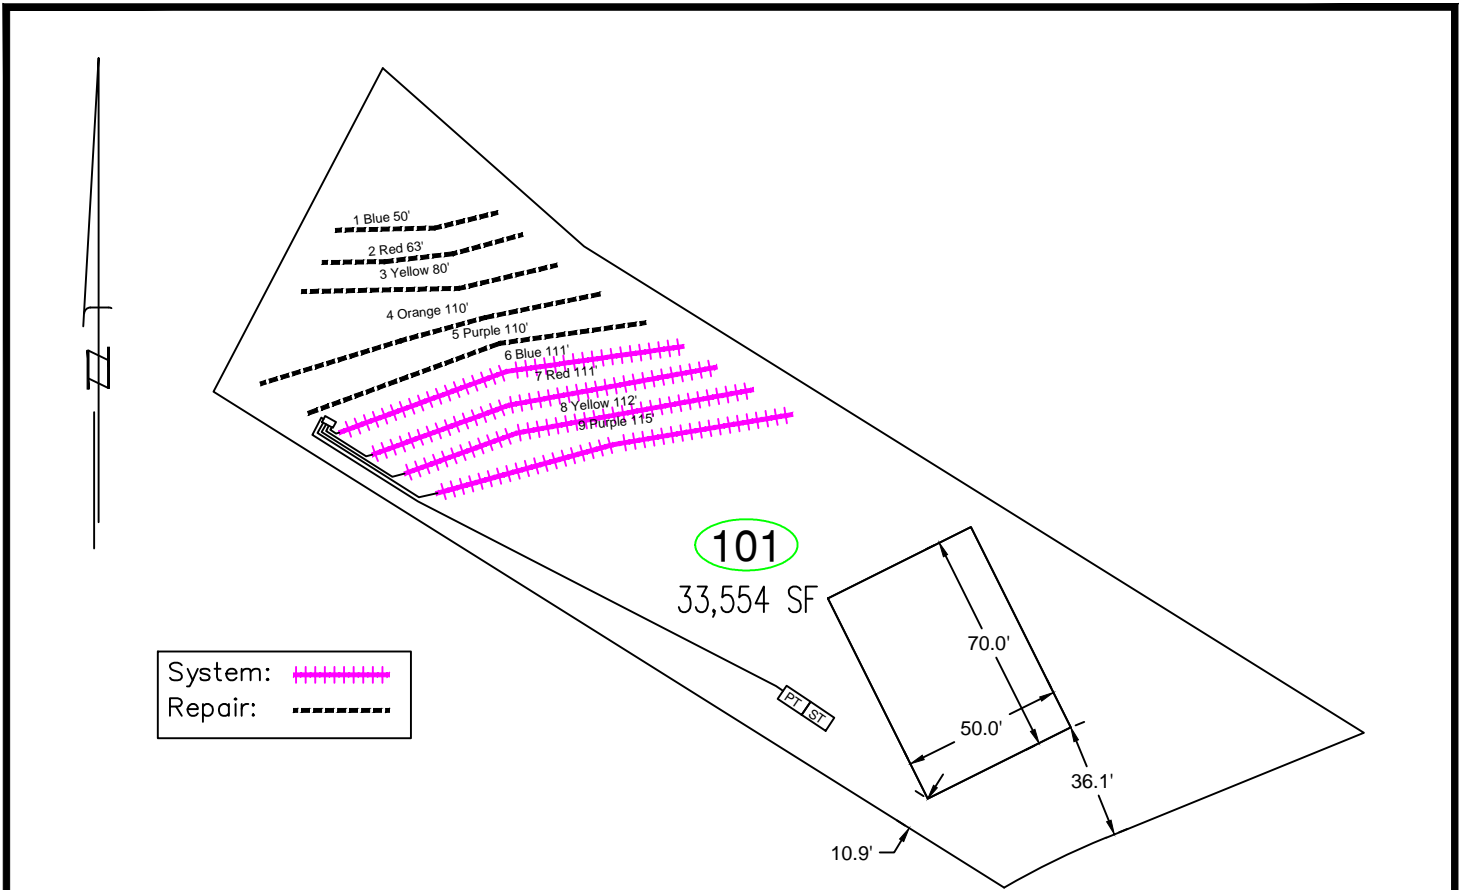 1 Blue 50'
2 Red 63'
3 Yellow 80'
4 Orange 110'
5 Purple 110'
6 Blue 111'
7 Red 111'
8 Yellow 112'
9 Purple 115'
N
101
33,554 SF
70.0'
50.0'
36.1'
10.9'
PT ST
System:
Repair: